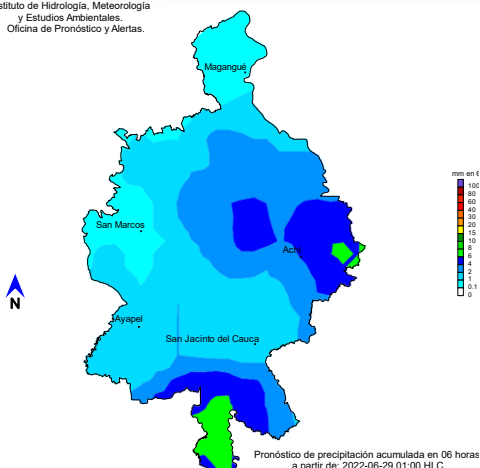 stituto de Hidrología, Meteorología
y Estudios Ambientales.
Oficina de Pronóstico y Alertas.
Magangué
mm en 6
100
80
60
40
30
20
15
10
8
6
4
2
1
0.1
0
San Marcos
Achí
N
Ayapel
San Jacinto del Cauca
Pronóstico de precipitación acumulada en 06 horas
a partir de: 2022-06-29 01:00 HLC